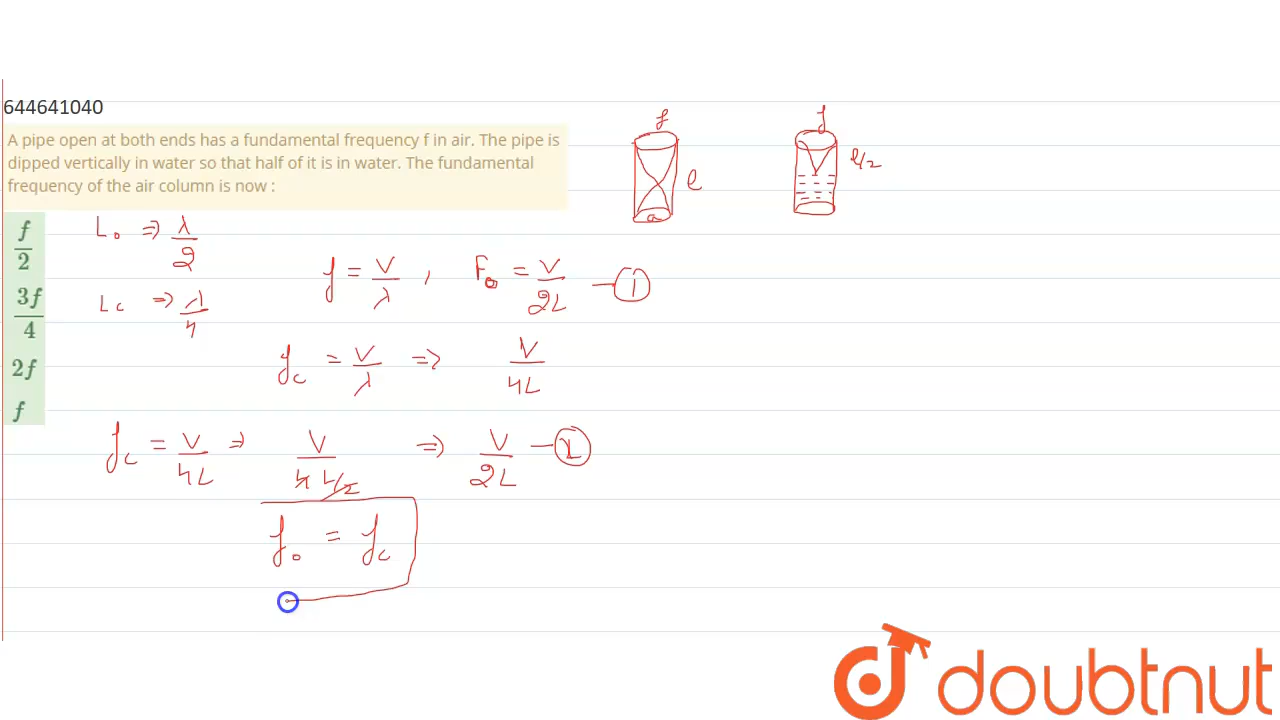 644641040
A pipe open at both ends has a fundamental frequency f in air. The pipe is
dipped vertically in water so that half of it is in water. The fundamental
frequency of the air column is now :
f/2
3f/4
2f
f
f
l
f
l/2
L₀ ⇒ λ/2
f = V/λ , F₀ = V/2L — ①
Lc ⇒ λ/4
fc = V/λ ⇒ V/4L
fc = V/4L ⇒ V/4 L/2 ⇒ V/2L — ②
f₀ = fc
doubtnut